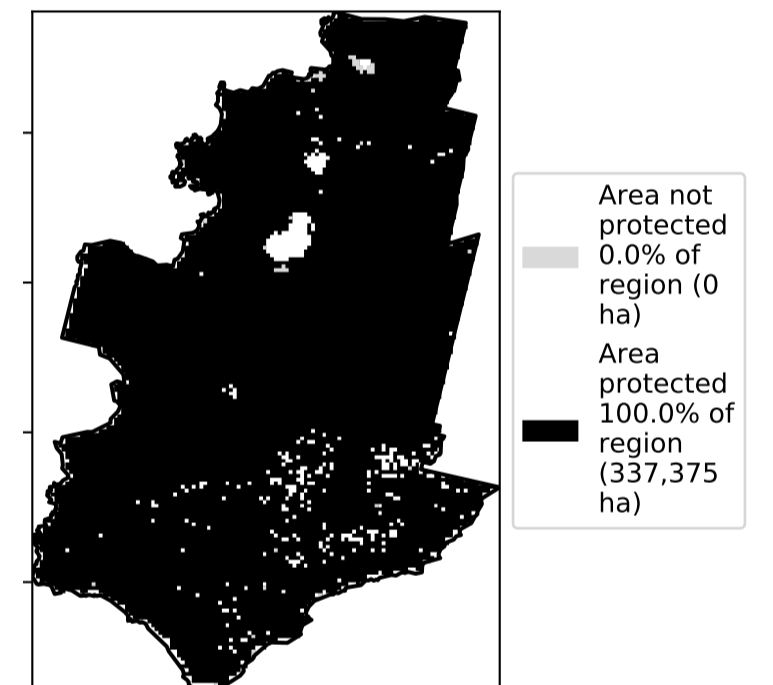 Area not
protected
0.0% of
region (0
ha)
Area
protected
100.0% of
region
(337,375
ha)